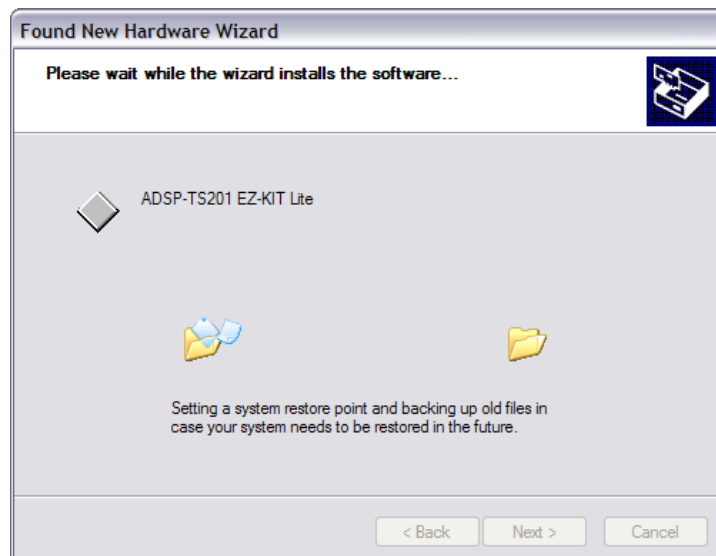 Found New Hardware Wizard
Please wait while the wizard installs the software...
ADSP-TS201 EZ-KIT Lite
Setting a system restore point and backing up old files in
case your system needs to be restored in the future.
< Back
Next >
Cancel